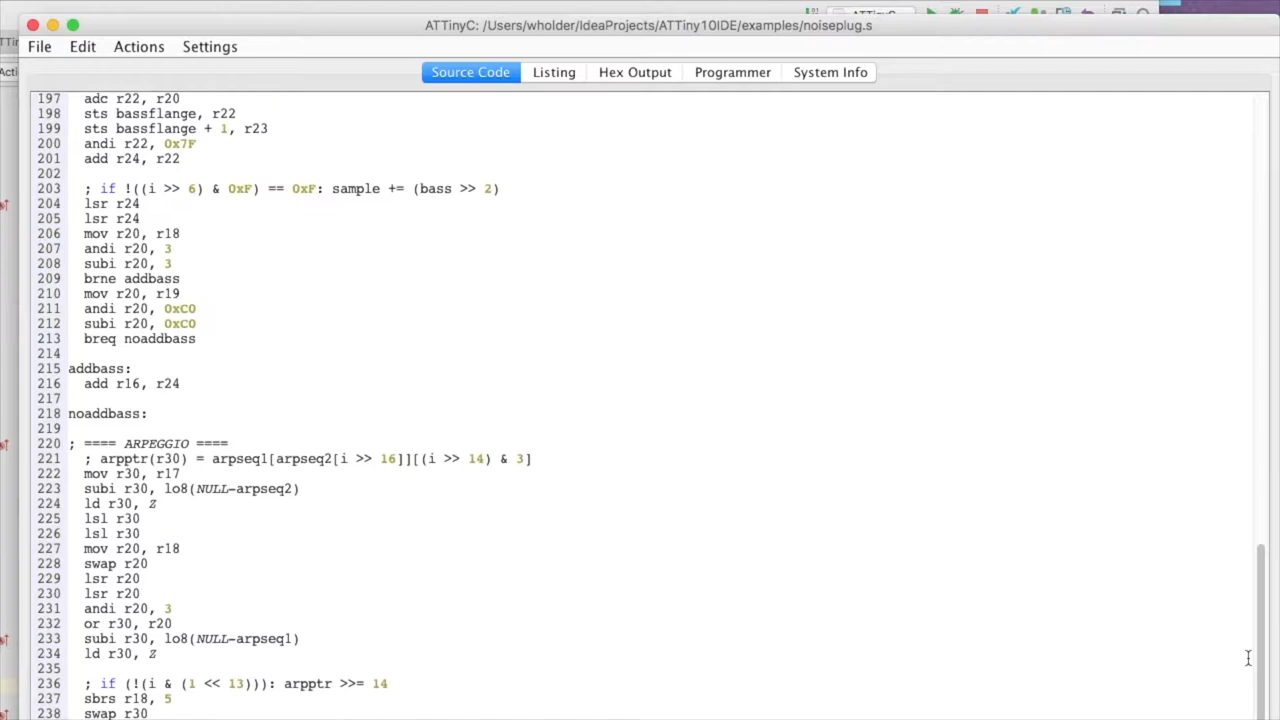 ATTinyC: /Users/wholder/IdeaProjects/ATTiny10IDE/examples/noiseplug.s
File Edit Actions Settings
Source Code Listing Hex Output Programmer System Info
197 adc r22, r20
198 sts bassflange, r22
199 sts bassflange + 1, r23
200 andi r22, 0x7F
201 add r24, r22
202
203 ; if !((i >> 6) & 0xF) == 0xF: sample += (bass >> 2)
204 lsr r24
205 lsr r24
206 mov r20, r18
207 andi r20, 3
208 subi r20, 3
209 brne addbass
210 mov r20, r19
211 andi r20, 0xC0
212 subi r20, 0xC0
213 breq noaddbass
214
215 addbass:
216 add r16, r24
217
218 noaddbass:
219
220 ; ==== ARPEGGIO ====
221 ; arpptr(r30) = arpseq1[arpseq2[i >> 16]][(i >> 14) & 3]
222 mov r30, r17
223 subi r30, lo8(NULL-arpseq2)
224 ld r30, Z
225 lsl r30
226 lsl r30
227 mov r20, r18
228 swap r20
229 lsr r20
230 lsr r20
231 andi r20, 3
232 or r30, r20
233 subi r30, lo8(NULL-arpseq1)
234 ld r30, Z
235
236 ; if (!(i & (1 << 13))): arpptr >>= 14
237 sbrs r18, 5
238 swap r30